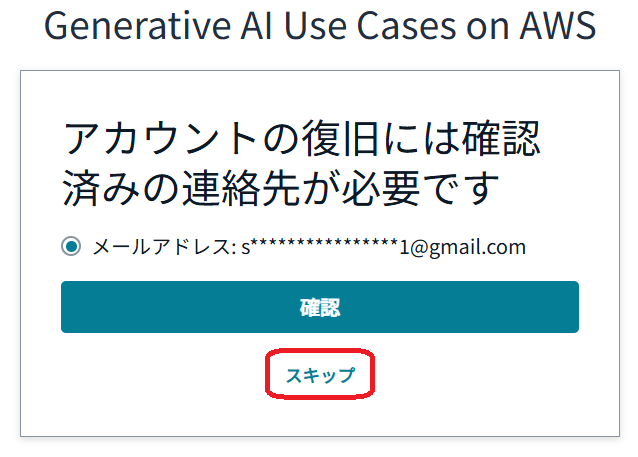 Generative AI Use Cases on AWS
アカウントの復旧には確認
済みの連絡先が必要です
メールアドレス: s****************1@gmail.com
確認
スキップ